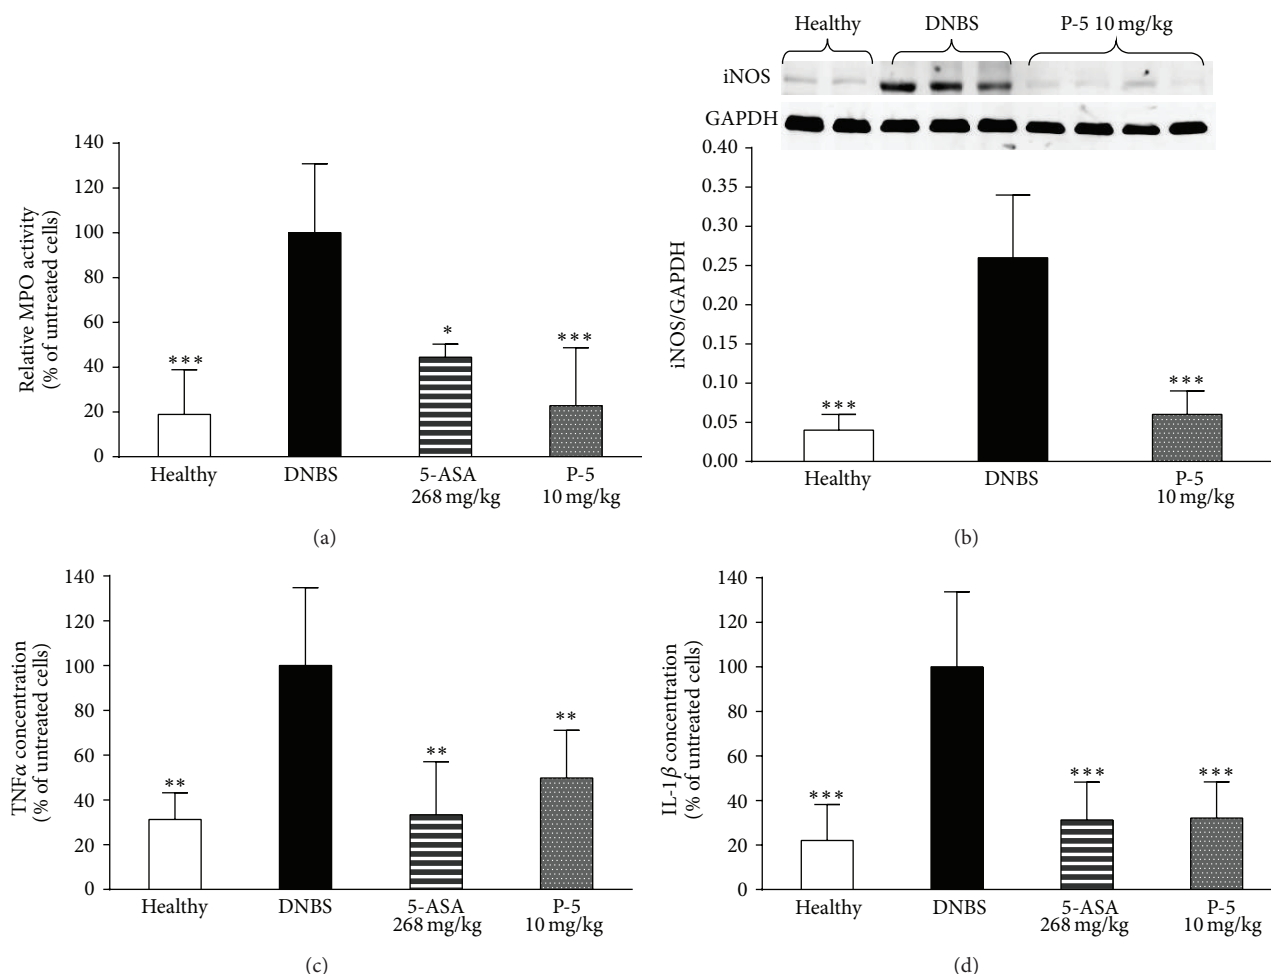 140
120
100
80
60
40
20
0
Relative MPO activity
(% of untreated cells)
***
*
***
Healthy
DNBS
5-ASA
268 mg/kg
P-5
10 mg/kg
(a)
Healthy
DNBS
P-5 10 mg/kg
iNOS
GAPDH
0.40
0.35
0.30
0.25
0.20
0.15
0.10
0.05
0.00
iNOS/GAPDH
***
***
Healthy
DNBS
P-5
10 mg/kg
(b)
140
120
100
80
60
40
20
0
TNFα concentration
(% of untreated cells)
**
**
**
Healthy
DNBS
5-ASA
268 mg/kg
P-5
10 mg/kg
(c)
140
120
100
80
60
40
20
0
IL-1β concentration
(% of untreated cells)
***
***
***
Healthy
DNBS
5-ASA
268 mg/kg
P-5
10 mg/kg
(d)